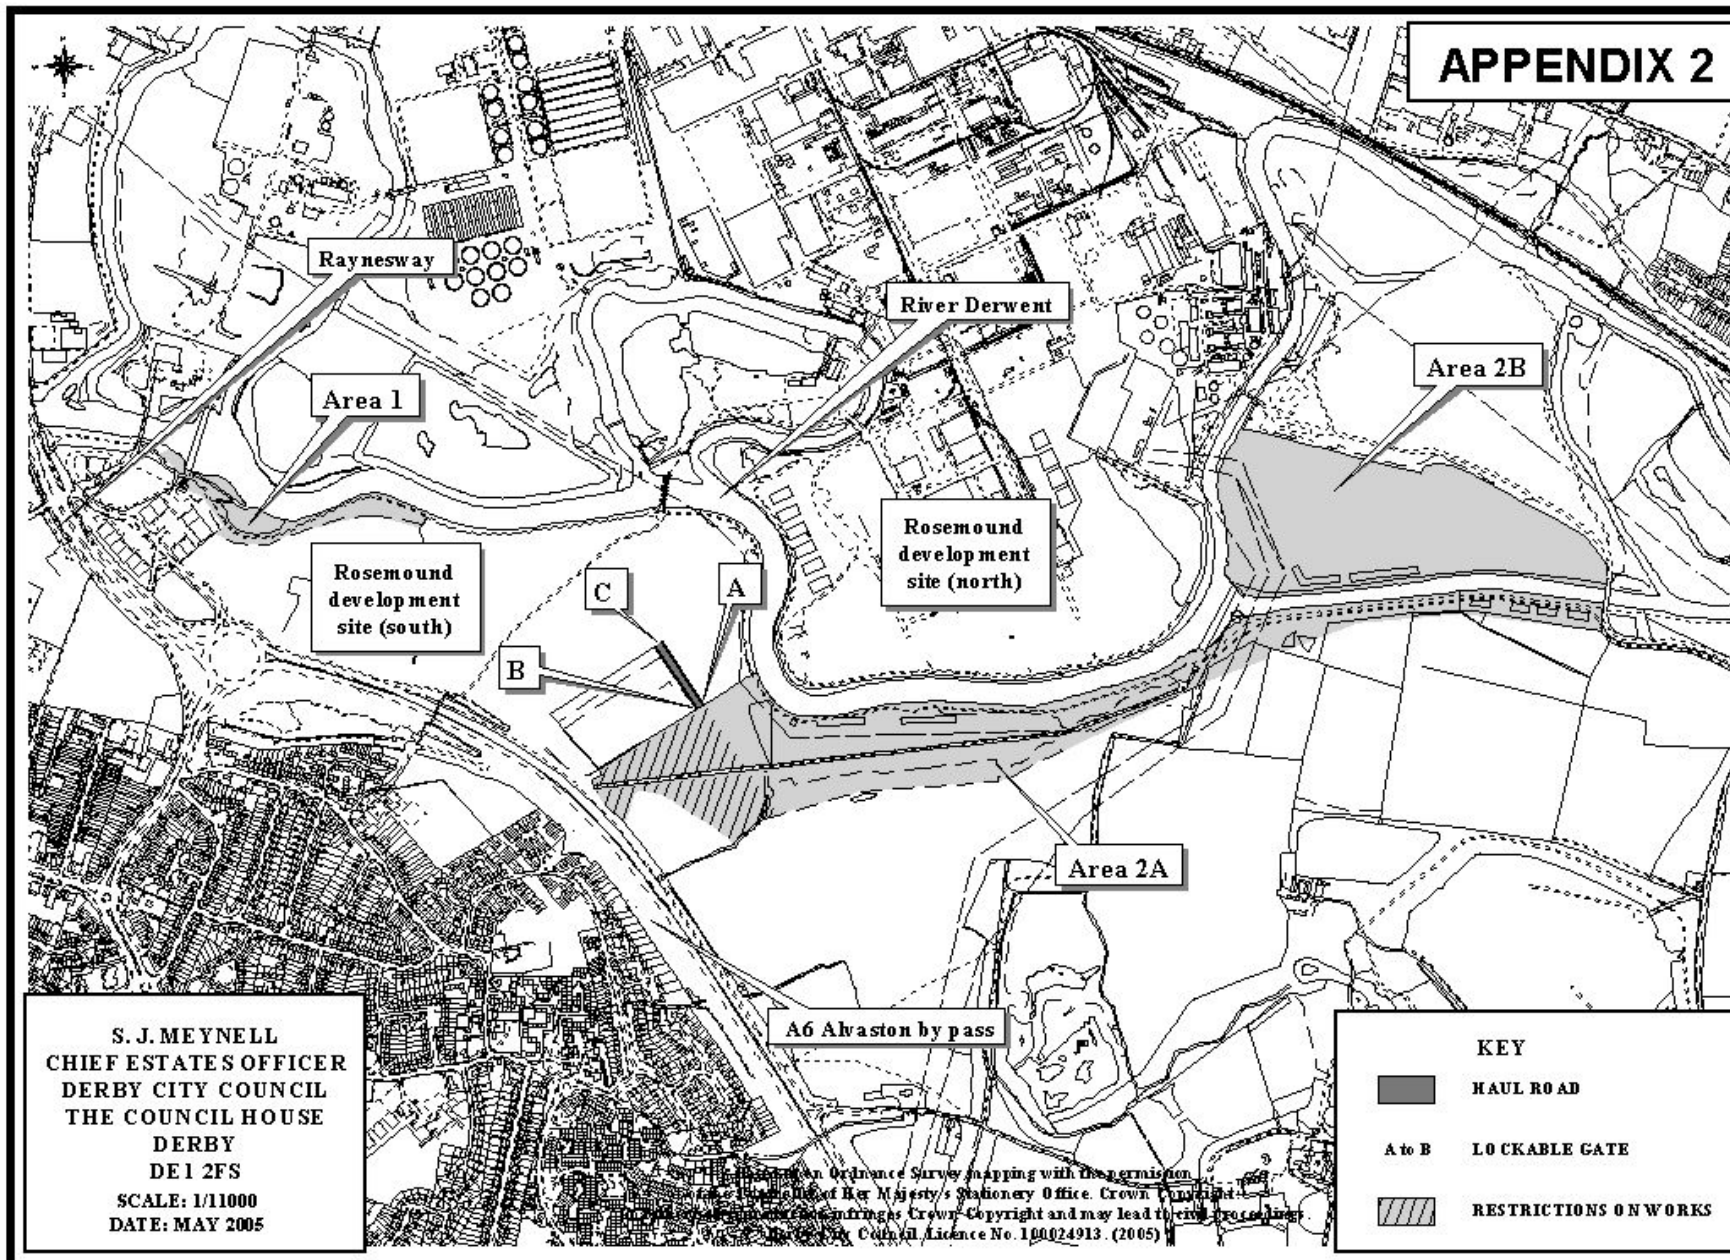 APPENDIX 2
Raynesway
River Derwent
Area 1
Area 2B
Rosemound
development
site (north)
Rosemound
development
site (south)
C
A
B
Area 2A
A6 Alvaston by pass
S. J. MEYNELL
CHIEF ESTATES OFFICER
DERBY CITY COUNCIL
THE COUNCIL HOUSE
DERBY
DE1 2FS
SCALE: 1/11000
DATE: MAY 2005
KEY
HAUL ROAD
A to B LOCKABLE GATE
RESTRICTIONS ON WORKS
on Ordnance Survey mapping with the permission
of Her Majesty's Stationery Office. Crown Copyright
infringes Crown Copyright and may lead to civil proceedings
City Council. Licence No. 100024913. (2005)